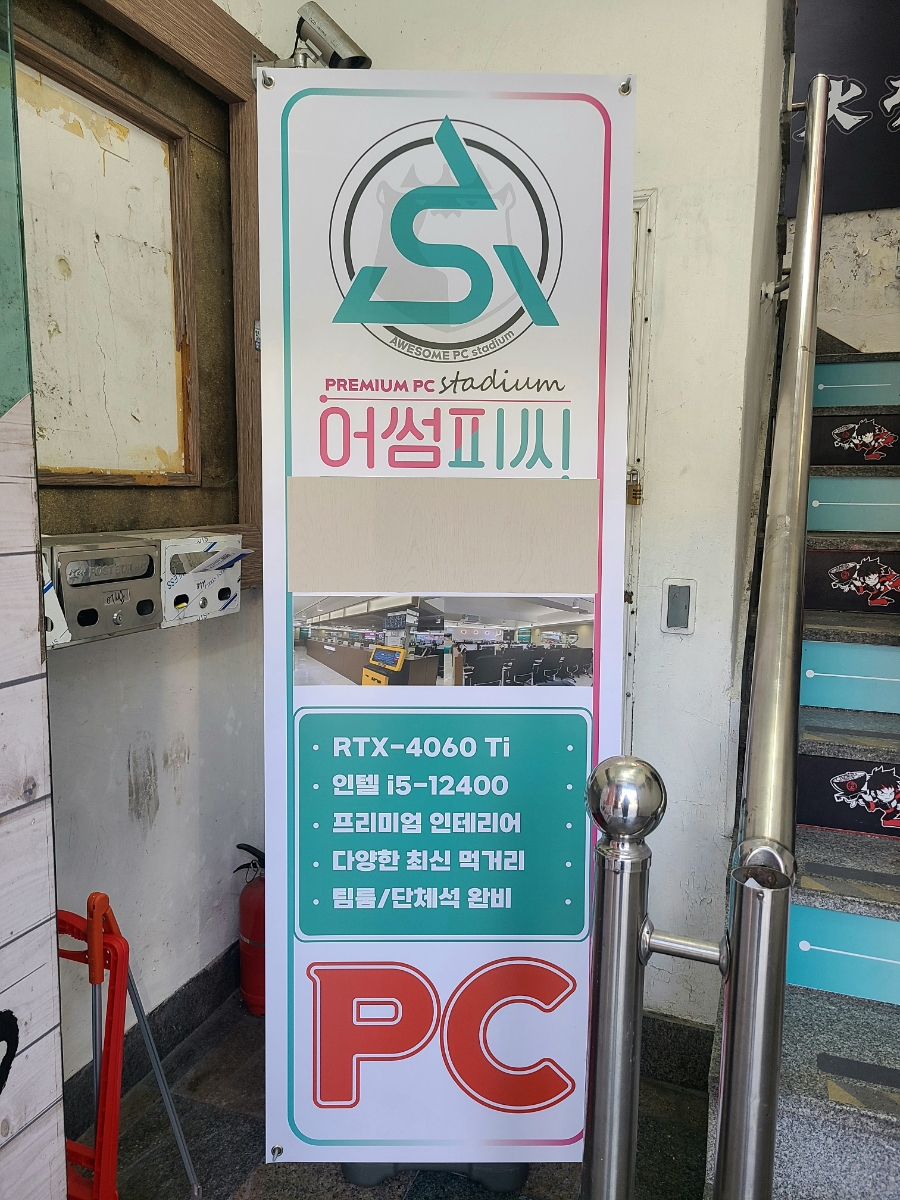 AWESOME PC stadium
PREMIUM PC stadium
어썸피씨
· RTX-4060 Ti ·
· 인텔 i5-12400 ·
· 프리미엄 인테리어 ·
· 다양한 최신 먹거리 ·
· 팀룸/단체석 완비 ·
PC
火